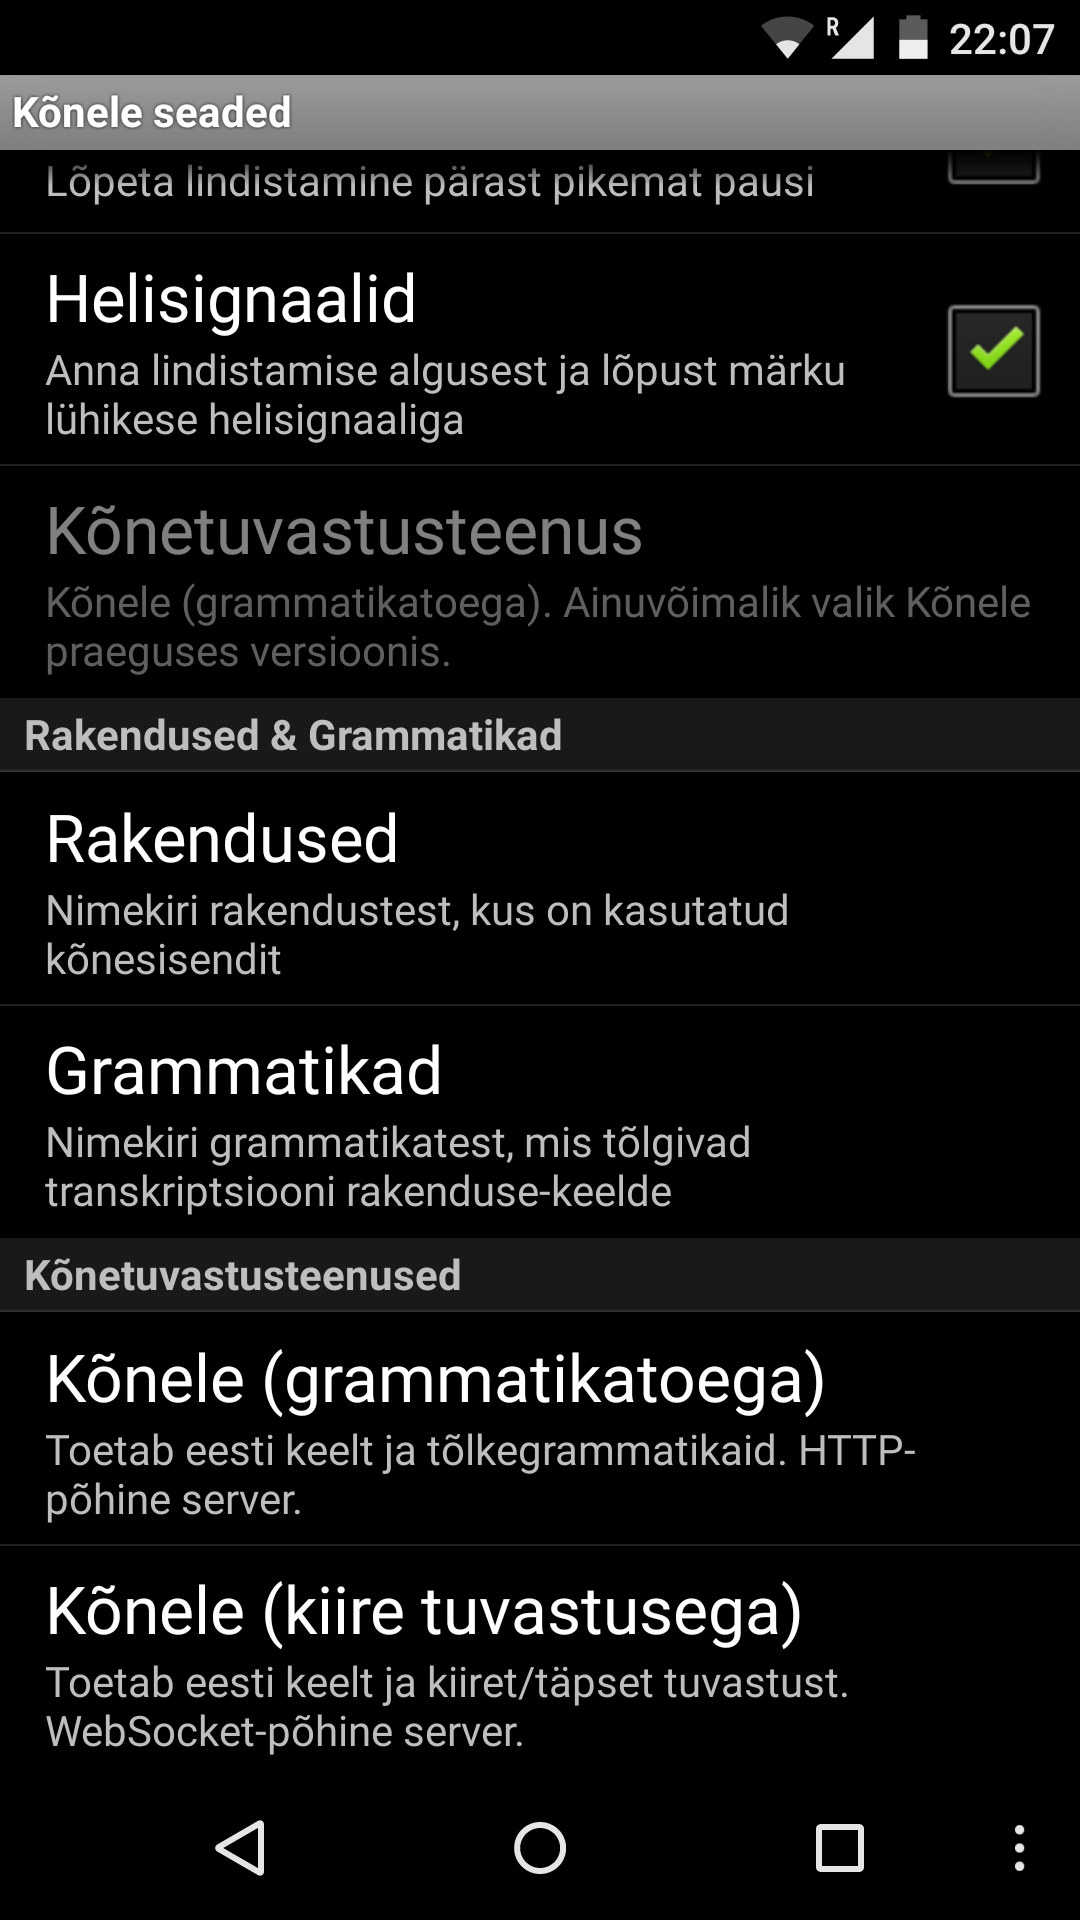 R 22:07
Kõnele seaded
Lõpeta lindistamine pärast pikemat pausi
Helisignaalid
Anna lindistamise algusest ja lõpust märku
lühikese helisignaaliga
Kõnetuvastusteenus
Kõnele (grammatikatoega). Ainuvõimalik valik Kõnele
praeguses versioonis.
Rakendused & Grammatikad
Rakendused
Nimekiri rakendustest, kus on kasutatud
kõnesisendit
Grammatikad
Nimekiri grammatikatest, mis tõlgivad
transkriptsiooni rakenduse-keelde
Kõnetuvastusteenused
Kõnele (grammatikatoega)
Toetab eesti keelt ja tõlkegrammatikaid. HTTP-
põhine server.
Kõnele (kiire tuvastusega)
Toetab eesti keelt ja kiiret/täpset tuvastust.
WebSocket-põhine server.